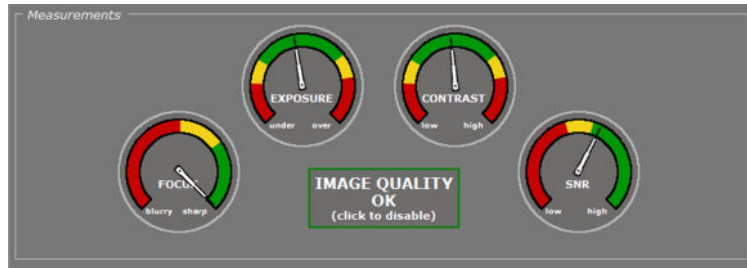 Measurements
EXPOSURE
under over
CONTRAST
low high
FOCUS
blurry sharp
IMAGE QUALITY
OK
(click to disable)
SNR
low high